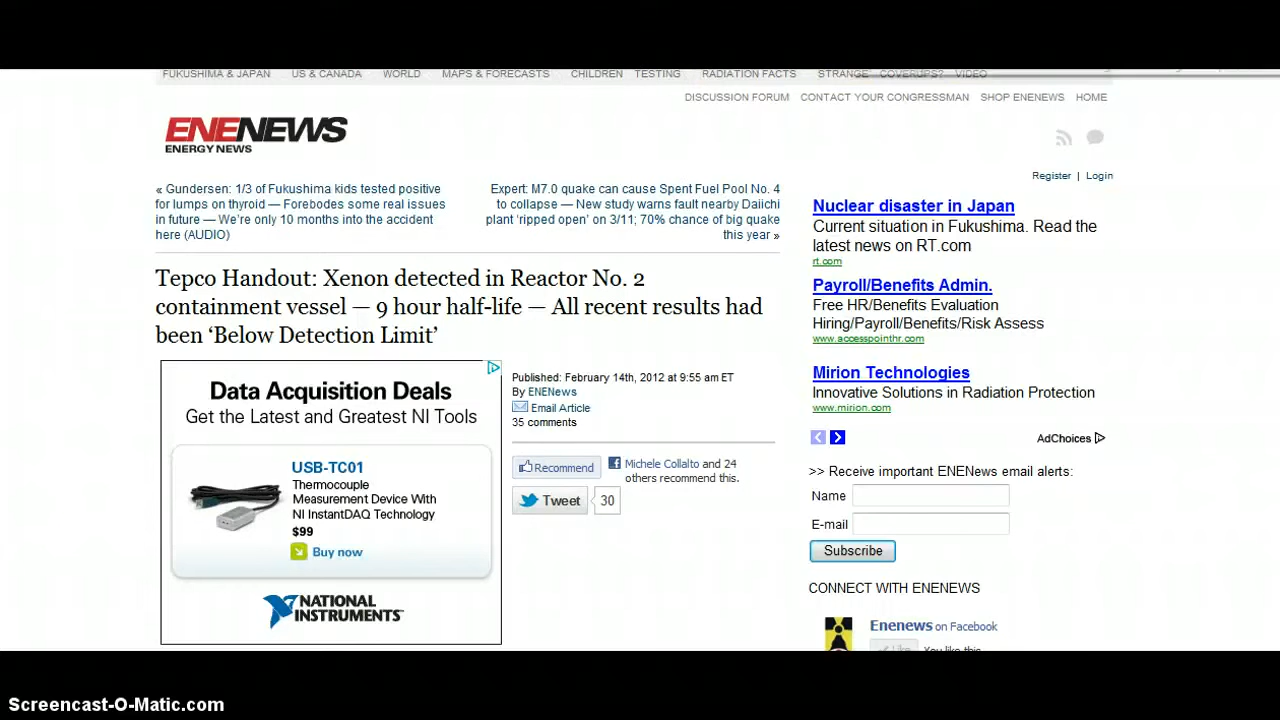 FUKUSHIMA & JAPAN US & CANADA WORLD MAPS & FORECASTS CHILDREN TESTING RADIATION FACTS STRANGE COVERUPS? VIDEO
DISCUSSION FORUM CONTACT YOUR CONGRESSMAN SHOP ENENEWS HOME
ENENEWS
ENERGY NEWS
Register | Login
« Gundersen: 1/3 of Fukushima kids tested positive
for lumps on thyroid — Forebodes some real issues
in future — We're only 10 months into the accident
here (AUDIO)
Expert: M7.0 quake can cause Spent Fuel Pool No. 4
to collapse — New study warns fault nearby Daiichi
plant 'ripped open' on 3/11; 70% chance of big quake
this year »
Tepco Handout: Xenon detected in Reactor No. 2
containment vessel — 9 hour half-life — All recent results had
been ‘Below Detection Limit’
Data Acquisition Deals
Get the Latest and Greatest NI Tools
USB-TC01
Thermocouple
Measurement Device With
NI InstantDAQ Technology
$99
Buy now
NATIONAL
INSTRUMENTS
Published: February 14th, 2012 at 9:55 am ET
By ENENews
Email Article
35 comments
Recommend
Michele Collalto and 24
others recommend this.
Tweet 30
Nuclear disaster in Japan
Current situation in Fukushima. Read the
latest news on RT.com
rt.com
Payroll/Benefits Admin.
Free HR/Benefits Evaluation
Hiring/Payroll/Benefits/Risk Assess
www.accesspointhr.com
Mirion Technologies
Innovative Solutions in Radiation Protection
www.mirion.com
AdChoices
>> Receive important ENENews email alerts:
Name
E-mail
Subscribe
CONNECT WITH ENENEWS
Enenews on Facebook
Like You like this.
Screencast-O-Matic.com